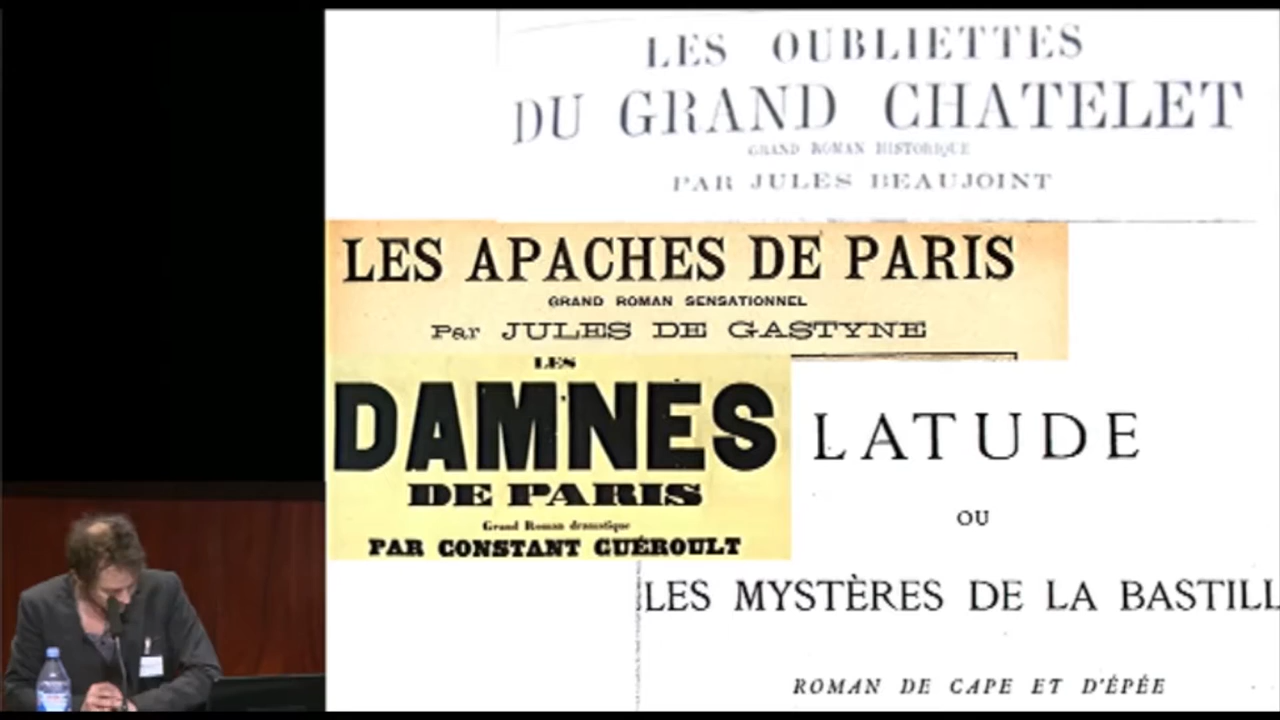 LES OUBLIETTES
DU GRAND CHATELET
GRAND ROMAN HISTORIQUE
PAR JULES BEAUJOINT
LES APACHES DE PARIS
GRAND ROMAN SENSATIONNEL
Par JULES DE GASTYNE
LES
DAMNÉS
DE PARIS
Grand Roman dramatique
PAR CONSTANT GUÉROULT
LATUDE
OU
LES MYSTÈRES DE LA BASTILL
ROMAN DE CAPE ET D'ÉPÉE